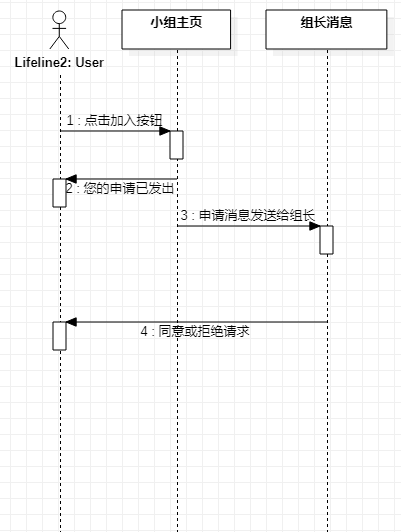 小组主页
组长消息
Lifeline2: User
1 : 点击加入按钮
2 : 您的申请已发出
3 : 申请消息发送给组长
4 : 同意或拒绝请求